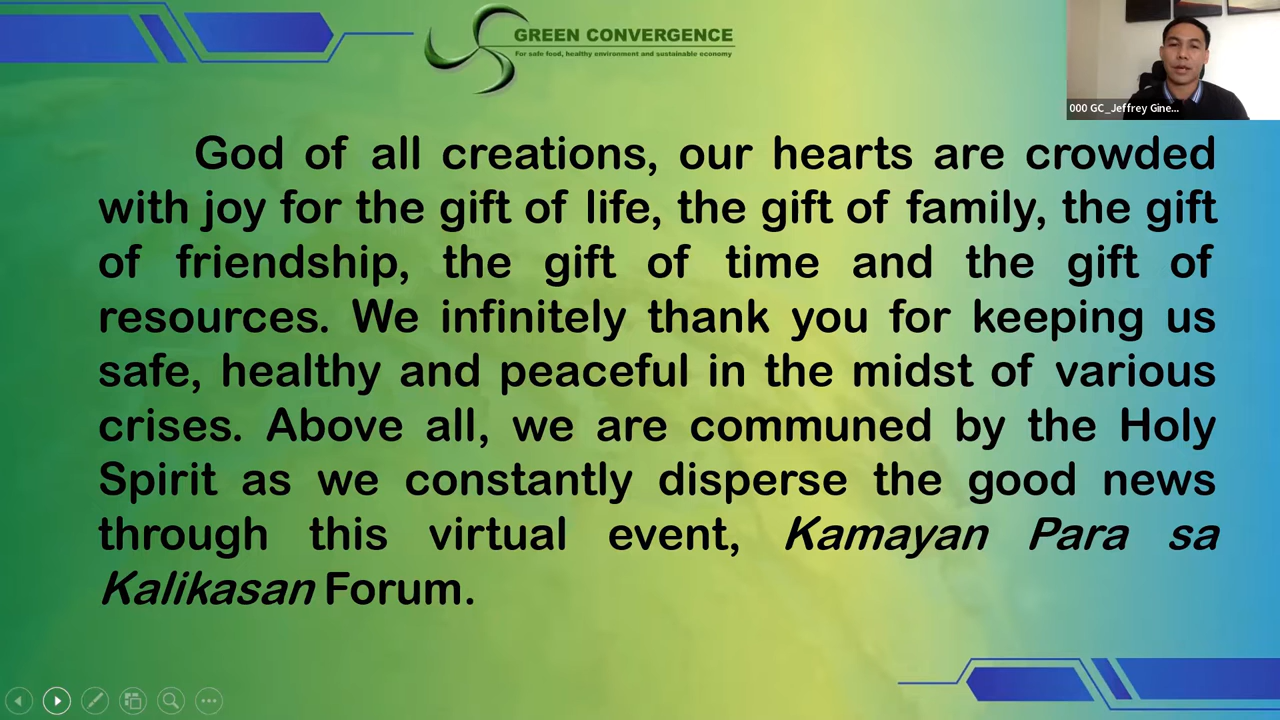 GREEN CONVERGENCE
For safe food, healthy environment and sustainable economy
000 GC_Jeffrey Gine...
God of all creations, our hearts are crowded
with joy for the gift of life, the gift of family, the gift
of friendship, the gift of time and the gift of
resources. We infinitely thank you for keeping us
safe, healthy and peaceful in the midst of various
crises. Above all, we are communed by the Holy
Spirit as we constantly disperse the good news
through this virtual event, Kamayan Para sa
Kalikasan Forum.